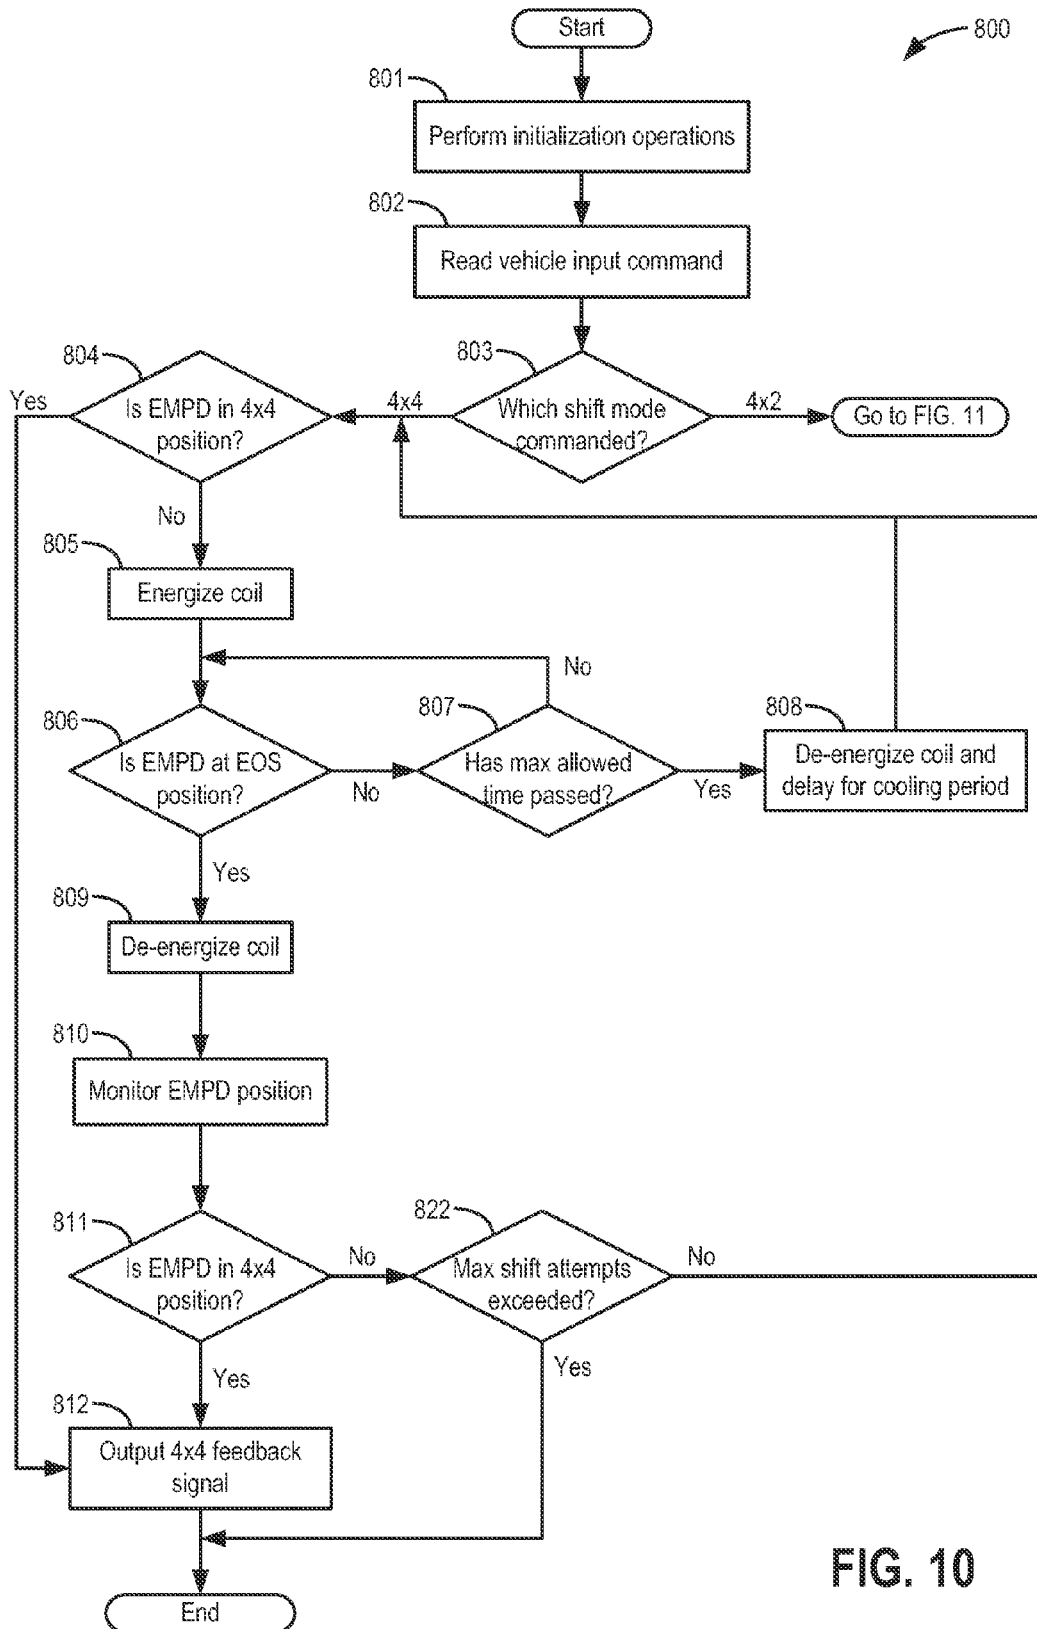 Start
800
801
Perform initialization operations
802
Read vehicle input command
803
Which shift mode
commanded?
4x4
4x2
Go to FIG. 11
804
Is EMPD in 4x4
position?
Yes
No
805
Energize coil
806
Is EMPD at EOS
position?
No
807
Has max allowed
time passed?
No
Yes
808
De-energize coil and
delay for cooling period
Yes
809
De-energize coil
810
Monitor EMPD position
811
Is EMPD in 4x4
position?
No
822
Max shift attempts
exceeded?
No
Yes
Yes
812
Output 4x4 feedback
signal
End
FIG. 10